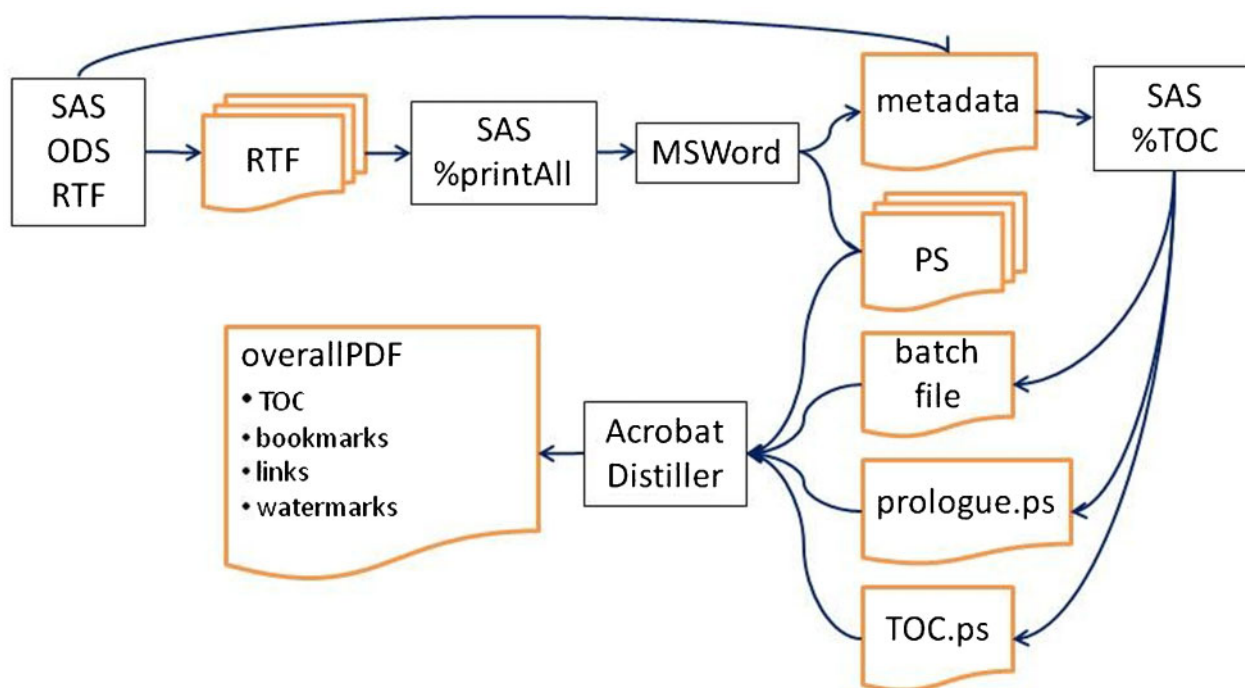 SAS
ODS
RTF
RTF
SAS
%printAll
MSWord
metadata
SAS
%TOC
PS
batch
file
prologue.ps
TOC.ps
Acrobat
Distiller
overallPDF
• TOC
• bookmarks
• links
• watermarks